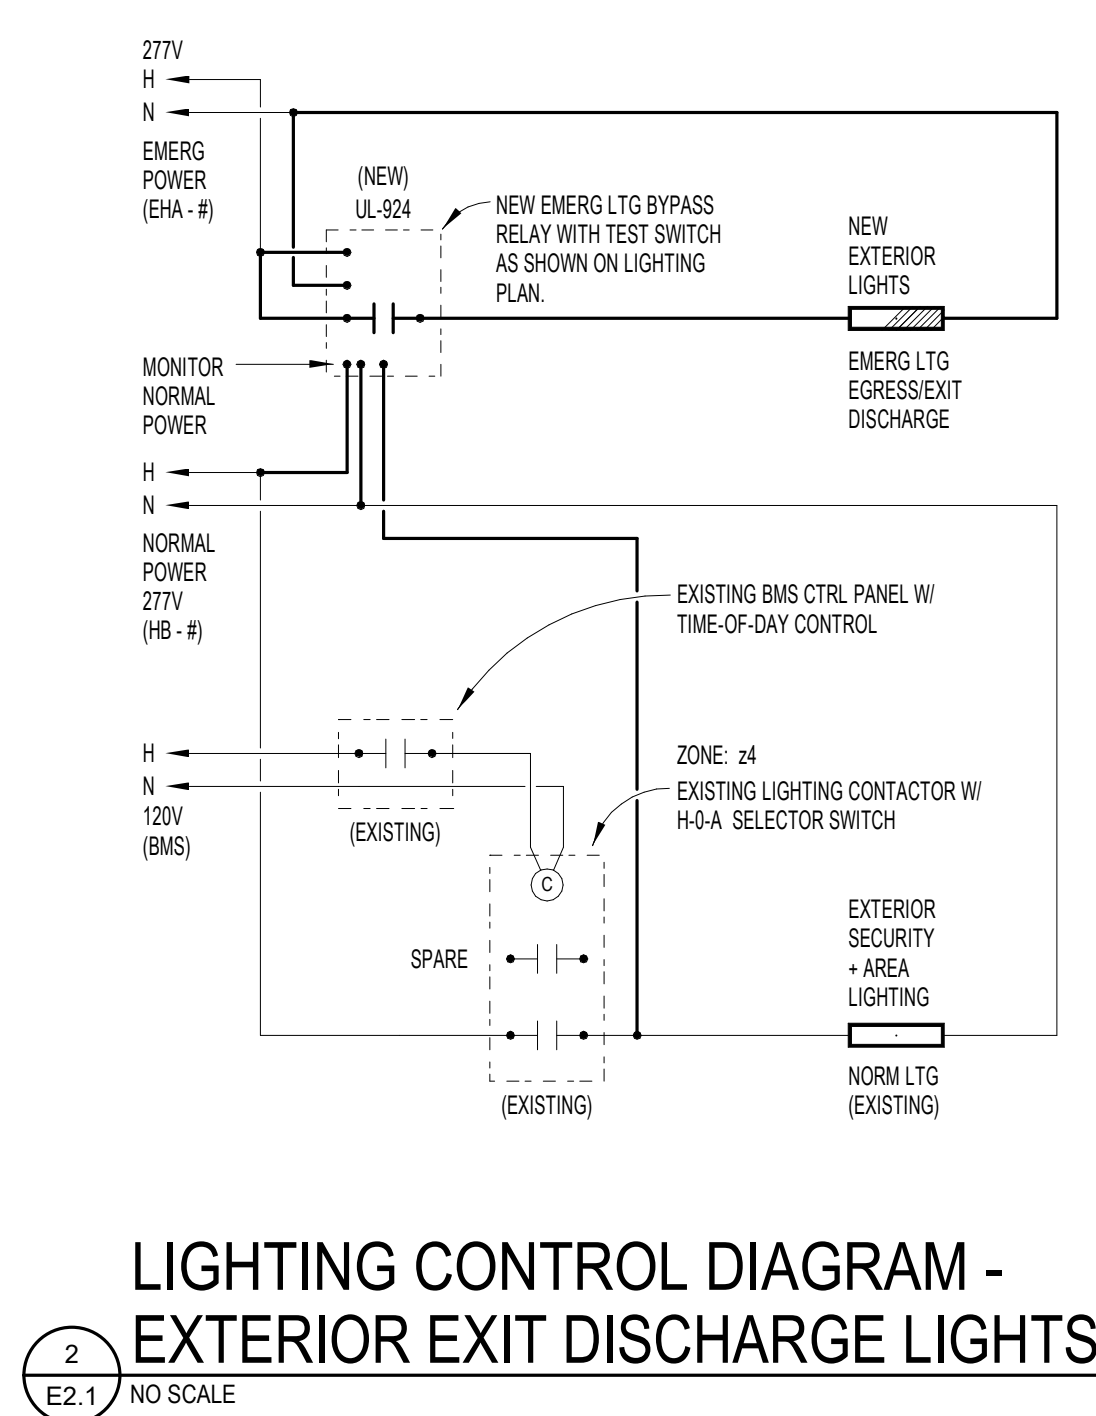 277V
H
N
EMERG
POWER
(EHA - #)
(NEW)
UL-924
NEW EMERG LTG BYPASS
RELAY WITH TEST SWITCH
AS SHOWN ON LIGHTING
PLAN.
NEW
EXTERIOR
LIGHTS
EMERG LTG
EGRESS/EXIT
DISCHARGE
MONITOR
NORMAL
POWER
H
N
NORMAL
POWER
277V
(HB - #)
EXISTING BMS CTRL PANEL W/
TIME-OF-DAY CONTROL
H
N
120V
(BMS)
(EXISTING)
ZONE: z4
EXISTING LIGHTING CONTACTOR W/
H-0-A SELECTOR SWITCH
C
SPARE
(EXISTING)
EXTERIOR
SECURITY
+ AREA
LIGHTING
NORM LTG
(EXISTING)
LIGHTING CONTROL DIAGRAM -
EXTERIOR EXIT DISCHARGE LIGHTS
2
E2.1
NO SCALE